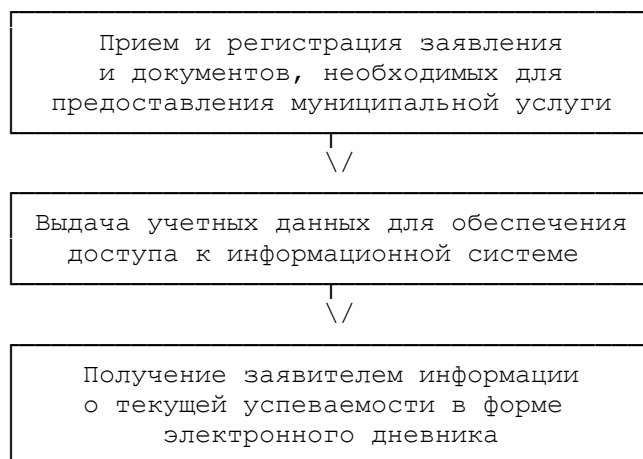 Прием и регистрация заявления
и документов, необходимых для
предоставления муниципальной услуги
\/
Выдача учетных данных для обеспечения
доступа к информационной системе
\/
Получение заявителем информации
о текущей успеваемости в форме
электронного дневника